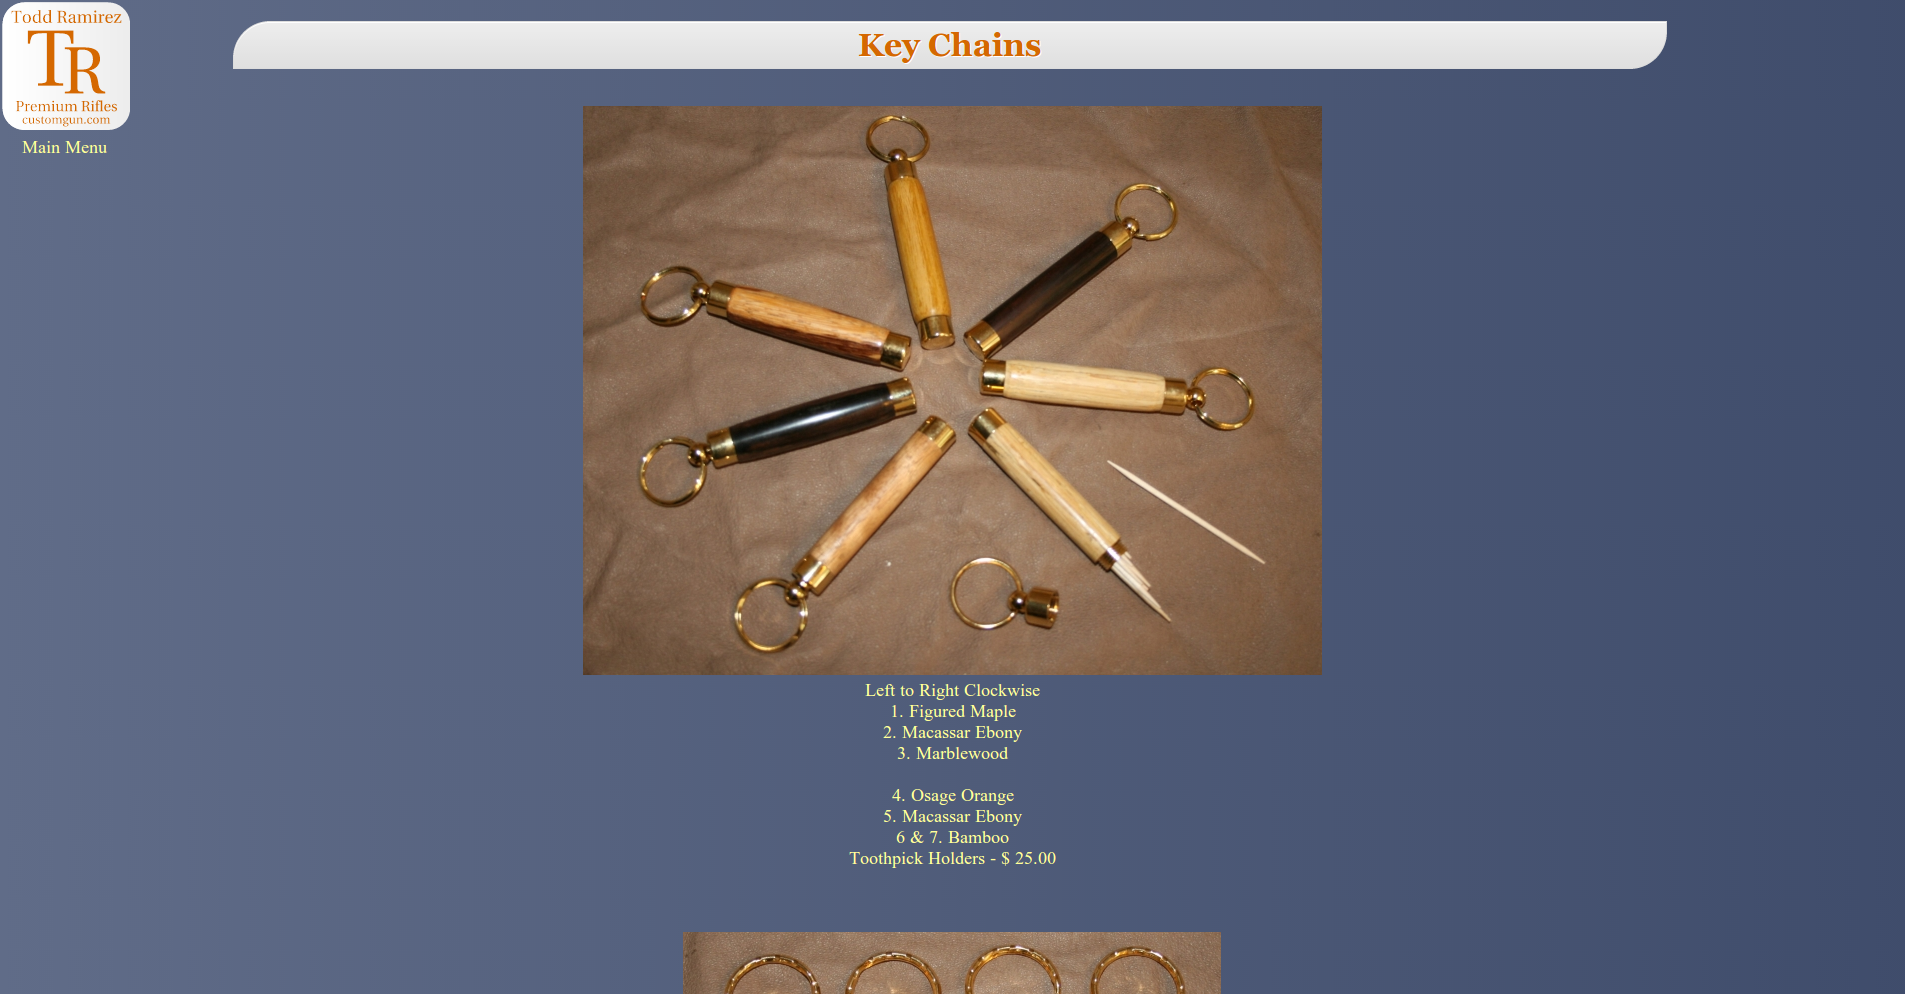 Todd Ramirez
TR
Premium Rifles
customgun.com
Main Menu
Key Chains
Left to Right Clockwise
1. Figured Maple
2. Macassar Ebony
3. Marblewood
4. Osage Orange
5. Macassar Ebony
6 & 7. Bamboo
Toothpick Holders - $ 25.00